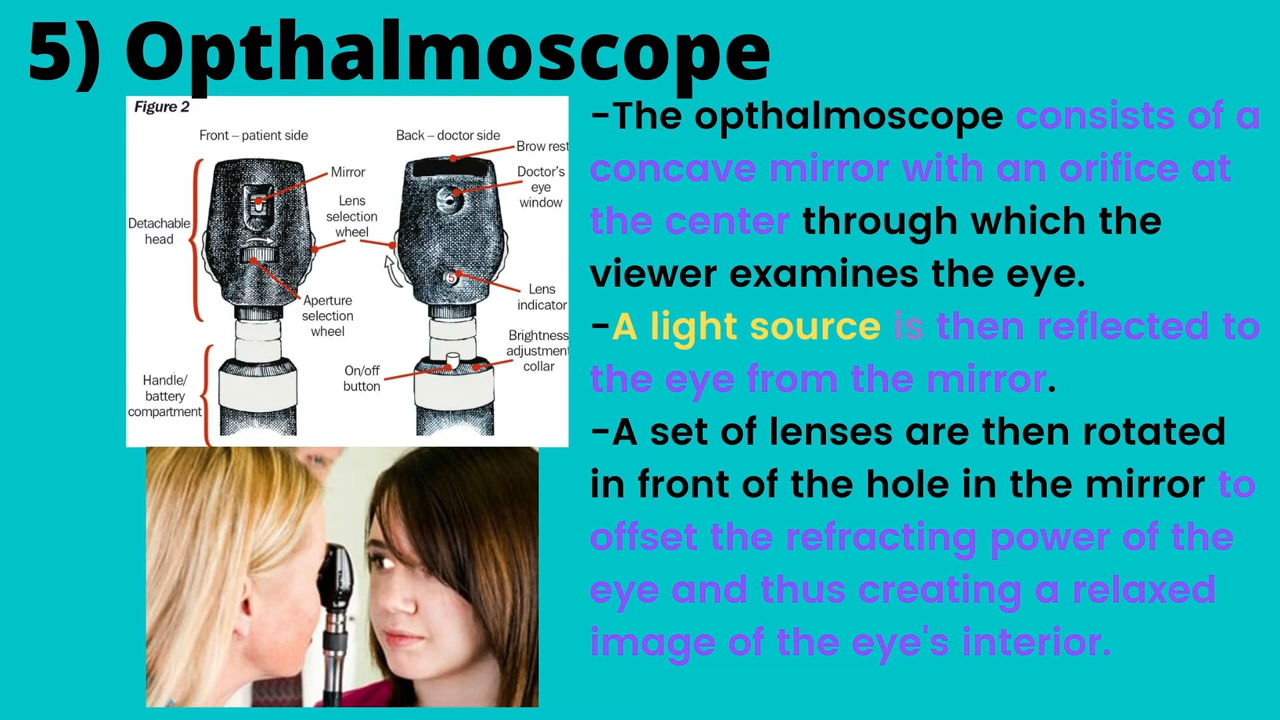 5) Opthalmoscope
Figure 2
Front – patient side
Back – doctor side
Brow rest
Mirror
Doctor's
eye
window
Lens
selection
wheel
Detachable
head
Lens
indicator
Aperture
selection
wheel
Brightness
adjustment
collar
On/off
button
Handle/
battery
compartment
5
-The opthalmoscope consists of a
concave mirror with an orifice at
the center through which the
viewer examines the eye.
-A light source is then reflected to
the eye from the mirror.
-A set of lenses are then rotated
in front of the hole in the mirror to
offset the refracting power of the
eye and thus creating a relaxed
image of the eye's interior.